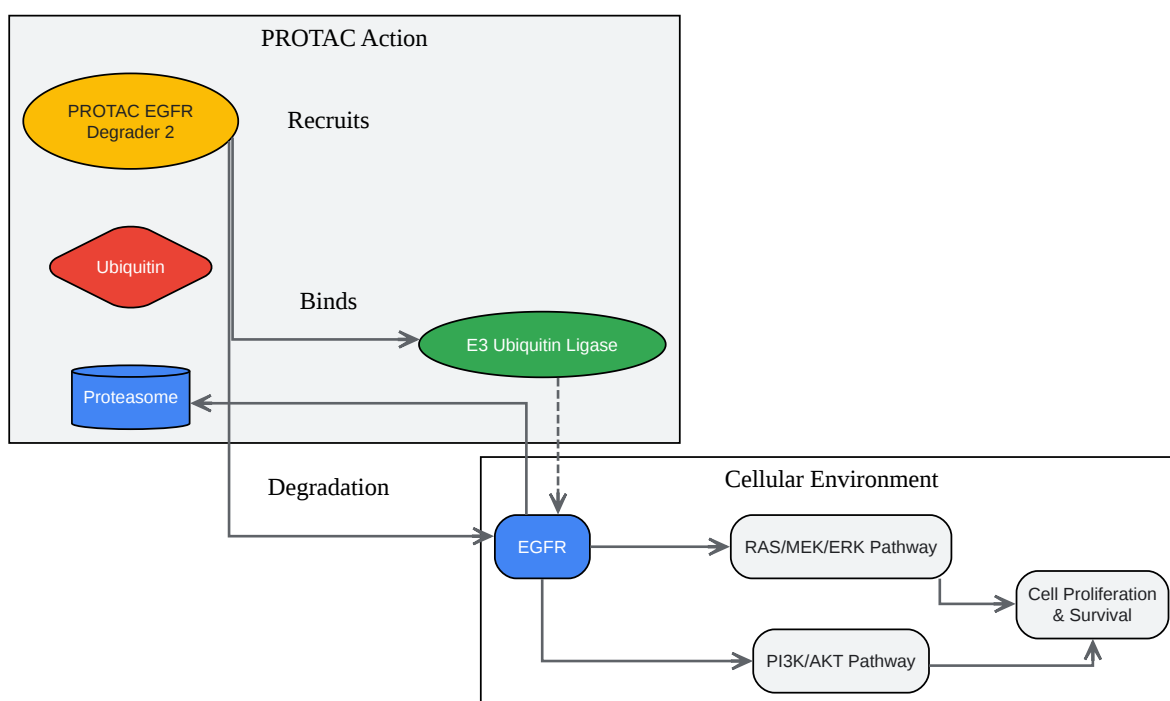 PROTAC Action
PROTAC EGFR
Degrader 2
Recruits
Ubiquitin
Binds
E3 Ubiquitin Ligase
Proteasome
Degradation
Cellular Environment
EGFR
RAS/MEK/ERK Pathway
Cell Proliferation
& Survival
PI3K/AKT Pathway